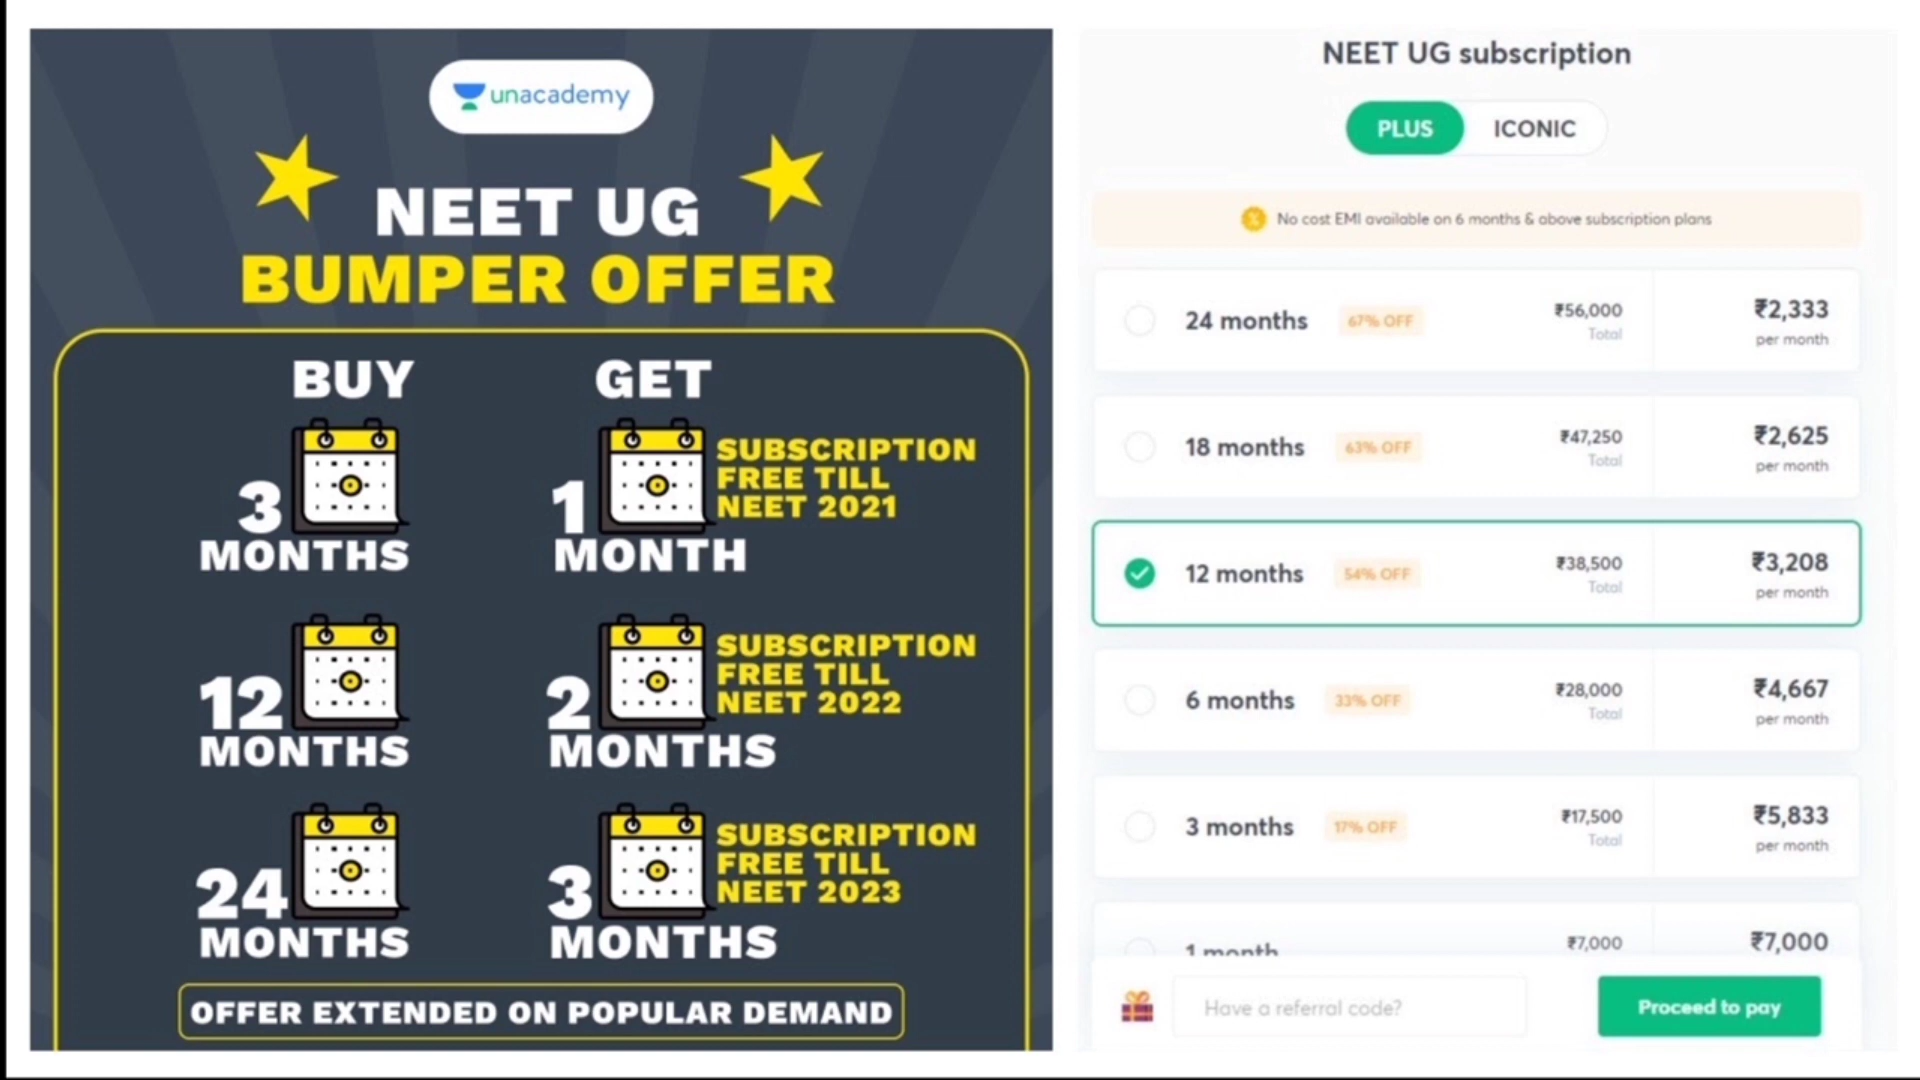 unacademy
NEET UG
BUMPER OFFER
BUY
GET
3
MONTHS
1
MONTH
SUBSCRIPTION
FREE TILL
NEET 2021
12
MONTHS
2
MONTHS
SUBSCRIPTION
FREE TILL
NEET 2022
24
MONTHS
3
MONTHS
SUBSCRIPTION
FREE TILL
NEET 2023
OFFER EXTENDED ON POPULAR DEMAND
NEET UG subscription
PLUS
ICONIC
No cost EMI available on 6 months & above subscription plans
24 months 67% OFF ₹56,000 ₹2,333
Total per month
18 months 63% OFF ₹47,250 ₹2,625
Total per month
12 months 54% OFF ₹38,500 ₹3,208
Total per month
6 months 33% OFF ₹28,000 ₹4,667
Total per month
3 months 17% OFF ₹17,500 ₹5,833
Total per month
1 month ₹7,000 ₹7,000
Have a referral code?
Proceed to pay